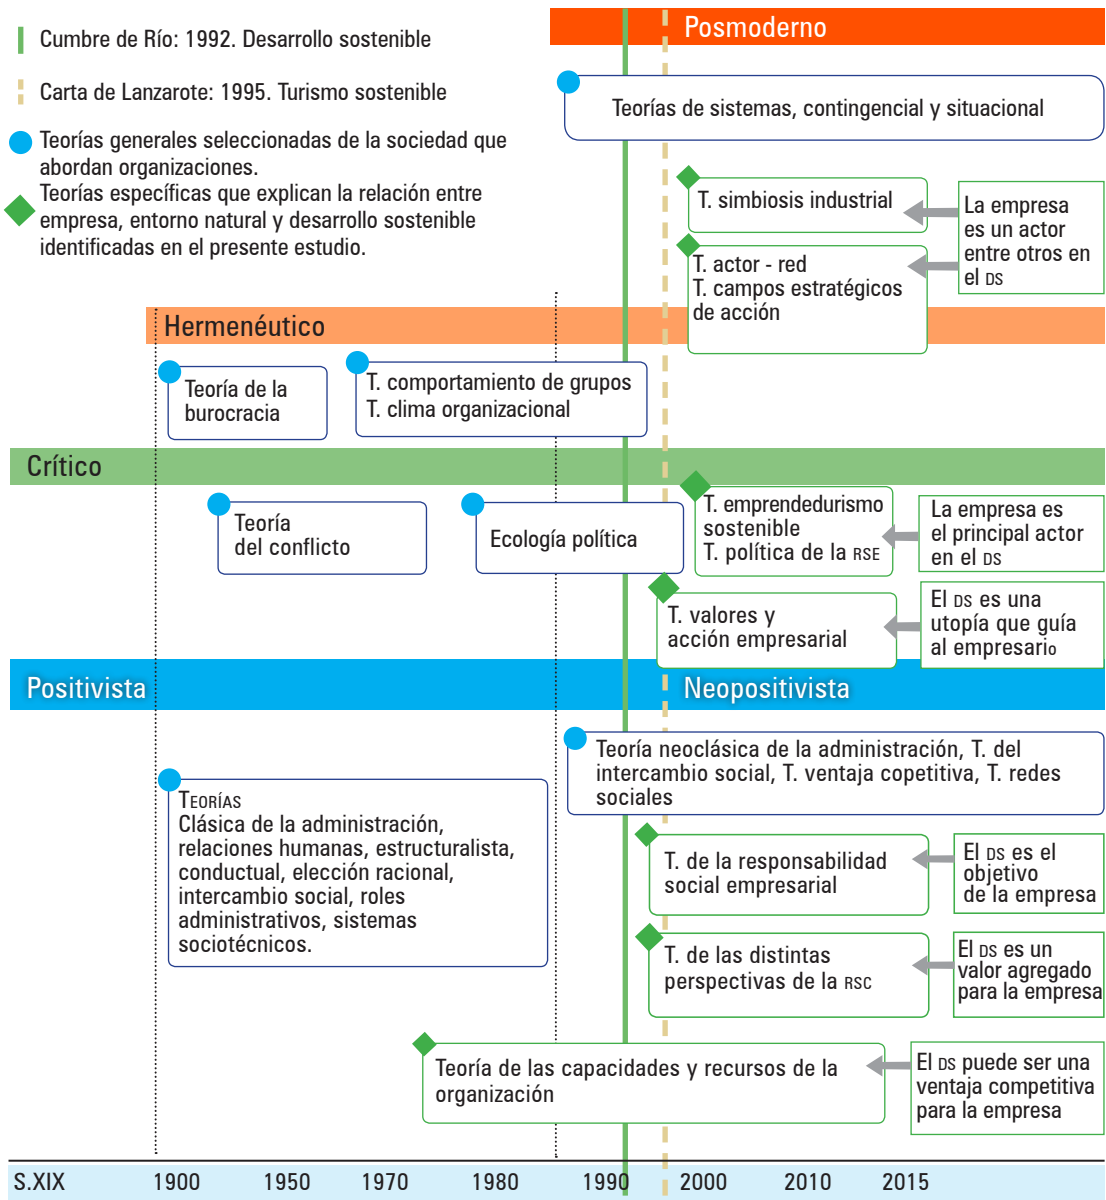 Cumbre de Río: 1992. Desarrollo sostenible
Carta de Lanzarote: 1995. Turismo sostenible
Teorías generales seleccionadas de la sociedad que
abordan organizaciones.
Teorías específicas que explican la relación entre
empresa, entorno natural y desarrollo sostenible
identificadas en el presente estudio.
Posmoderno
Teorías de sistemas, contingencial y situacional
T. simbiosis industrial
T. actor - red
T. campos estratégicos
de acción
La empresa
es un actor
entre otros en
el DS
Hermenéutico
Teoría de la
burocracia
T. comportamiento de grupos
T. clima organizacional
Crítico
Teoría
del conflicto
Ecología política
T. emprendedurismo
sostenible
T. política de la RSE
La empresa es
el principal actor
en el DS
T. valores y
acción empresarial
El DS es una
utopía que guía
al empresario
Positivista
Neopositivista
Teoría neoclásica de la administración, T. del
intercambio social, T. ventaja copetitiva, T. redes
sociales
TEORÍAS
Clásica de la administración,
relaciones humanas, estructuralista,
conductual, elección racional,
intercambio social, roles
administrativos, sistemas
sociotécnicos.
T. de la responsabilidad
social empresarial
El DS es el
objetivo
de la empresa
T. de las distintas
perspectivas de la RSC
El DS es un
valor agregado
para la empresa
Teoría de las capacidades y recursos de la
organización
El DS puede ser una
ventaja competitiva
para la empresa
S.XIX 1900 1950 1970 1980 1990 2000 2010 2015